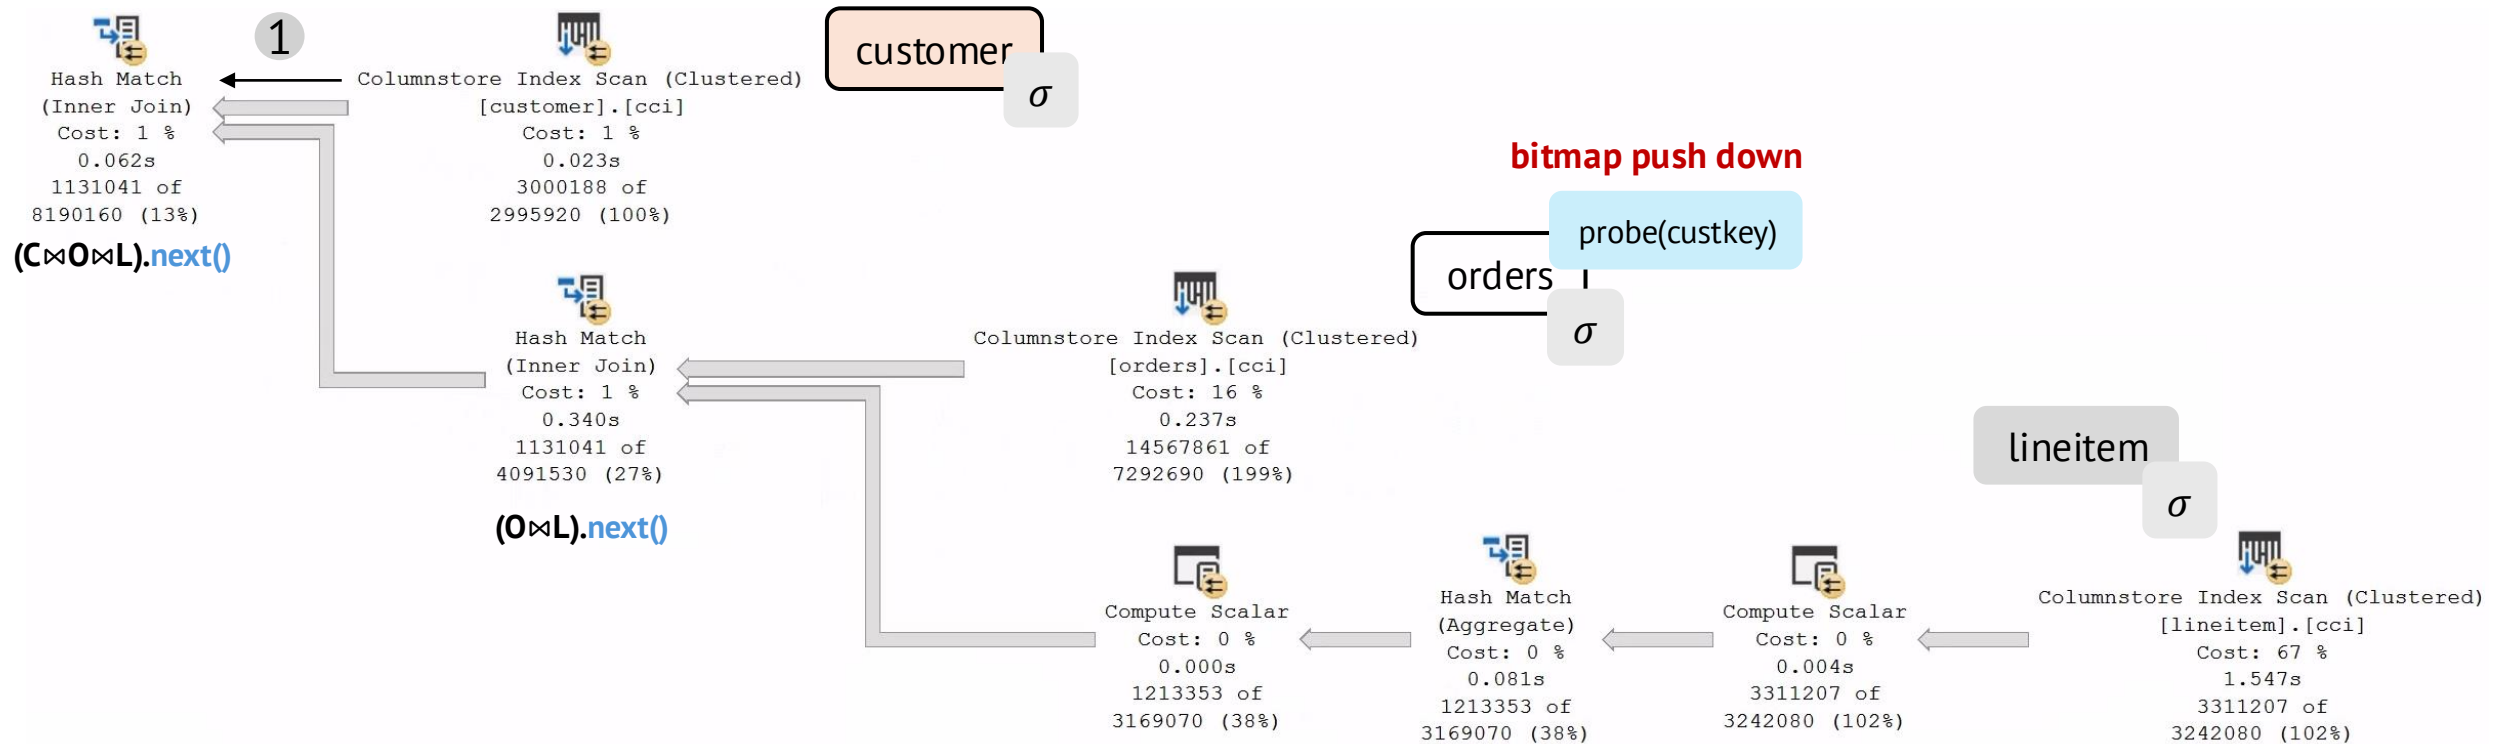 1
Hash Match
(Inner Join)
Cost: 1 %
0.062s
1131041 of
8190160 (13%)
(C⋈O⋈L).next()
Columnstore Index Scan (Clustered)
[customer].[cci]
Cost: 1 %
0.023s
3000188 of
2995920 (100%)
customer
σ
bitmap push down
probe(custkey)
orders
σ
Hash Match
(Inner Join)
Cost: 1 %
0.340s
1131041 of
4091530 (27%)
(O⋈L).next()
Columnstore Index Scan (Clustered)
[orders].[cci]
Cost: 16 %
0.237s
14567861 of
7292690 (199%)
lineitem
σ
Compute Scalar
Cost: 0 %
0.000s
1213353 of
3169070 (38%)
Hash Match
(Aggregate)
Cost: 0 %
0.081s
1213353 of
3169070 (38%)
Compute Scalar
Cost: 0 %
0.004s
3311207 of
3242080 (102%)
Columnstore Index Scan (Clustered)
[lineitem].[cci]
Cost: 67 %
1.547s
3311207 of
3242080 (102%)